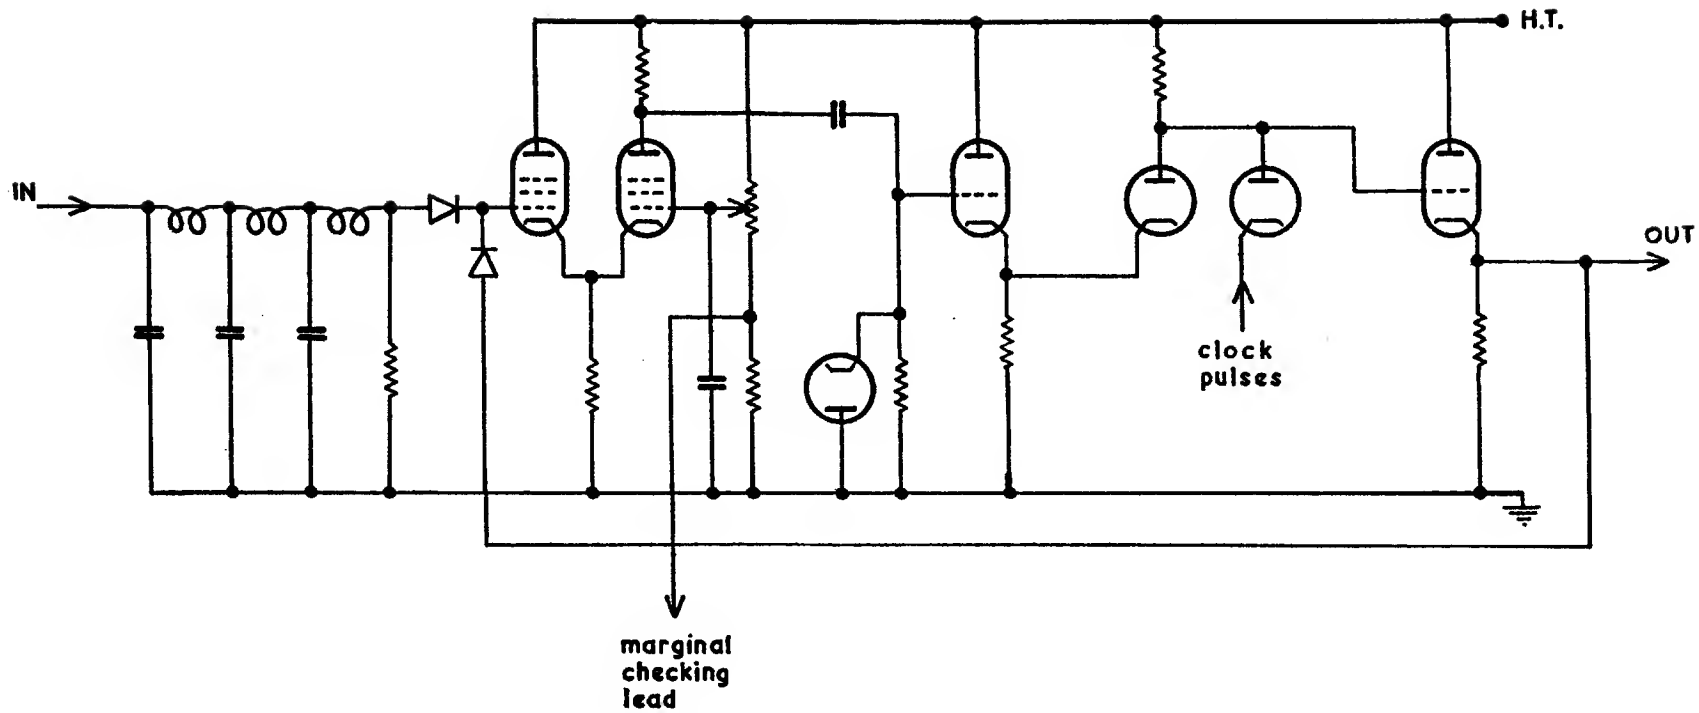 H.T.
IN
OUT
clock
pulses
marginal
checking
lead